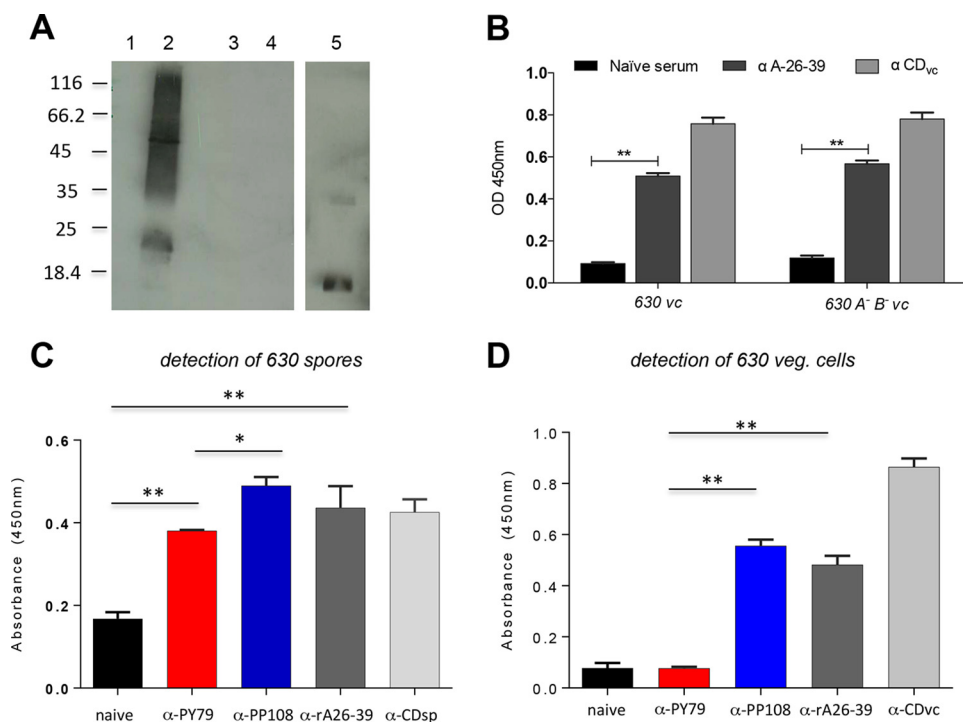 A
1 2 3 4 5
116
66.2
45
35
25
18.4
B
Naïve serum α A-26-39 α CDvc
OD 450nm
1.0
0.8
0.6
0.4
0.2
0.0
** **
630 vc 630 A⁻ B⁻ vc
C
detection of 630 spores
**
*
**
Absorbance (450nm)
0.6
0.4
0.2
0.0
naive α-PY79 α-PP108 α-rA26-39 α-CDsp
D
detection of 630 veg. cells
**
**
Absorbance (450nm)
1.0
0.8
0.6
0.4
0.2
0.0
naive α-PY79 α-PP108 α-rA26-39 α-CDvc